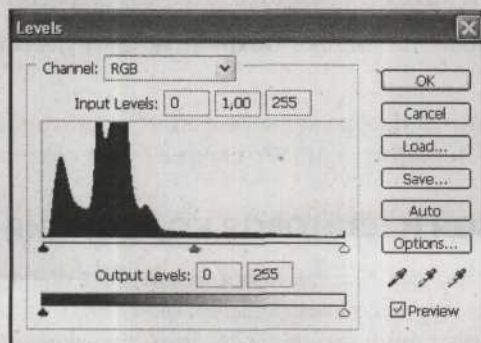 Levels
Channel: RGB
OK
Input Levels: 0 1,00 255
Cancel
Load...
Save...
Auto
Options...
Output Levels: 0 255
Preview